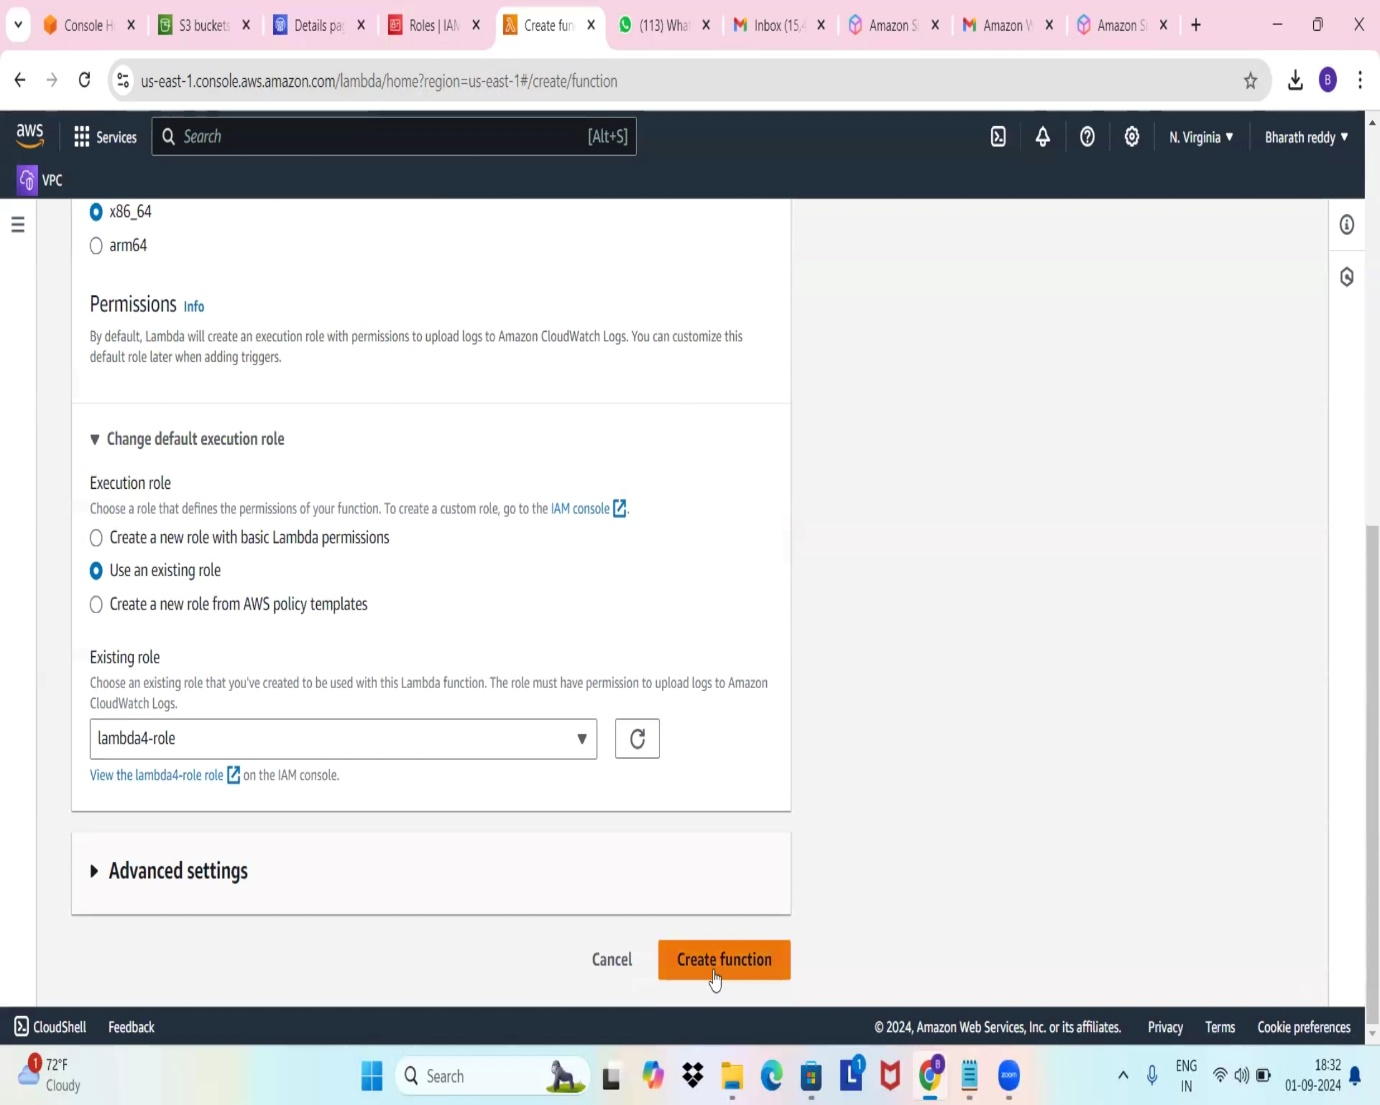 Console H
S3 bucket
Details pa
Roles | IAM
Create fun
(113) Wha
Inbox (15,
Amazon S
Amazon
Amazon S
us-east-1.console.aws.amazon.com/lambda/home?region=us-east-1#/create/function
B
aws
Services
Search
[Alt+S]
N. Virginia
Bharath reddy
VPC
x86_64
arm64
Permissions Info
By default, Lambda will create an execution role with permissions to upload logs to Amazon CloudWatch Logs. You can customize this
default role later when adding triggers.
Change default execution role
Execution role
Choose a role that defines the permissions of your function. To create a custom role, go to the IAM console.
Create a new role with basic Lambda permissions
Use an existing role
Create a new role from AWS policy templates
Existing role
Choose an existing role that you've created to be used with this Lambda function. The role must have permission to upload logs to Amazon
CloudWatch Logs.
lambda4-role
View the lambda4-role role on the IAM console.
Advanced settings
Cancel
Create function
CloudShell
Feedback
© 2024, Amazon Web Services, Inc. or its affiliates.
Privacy
Terms
Cookie preferences
1
72°F
Cloudy
Search
L
1
B
zoom
ENG
IN
18:32
01-09-2024